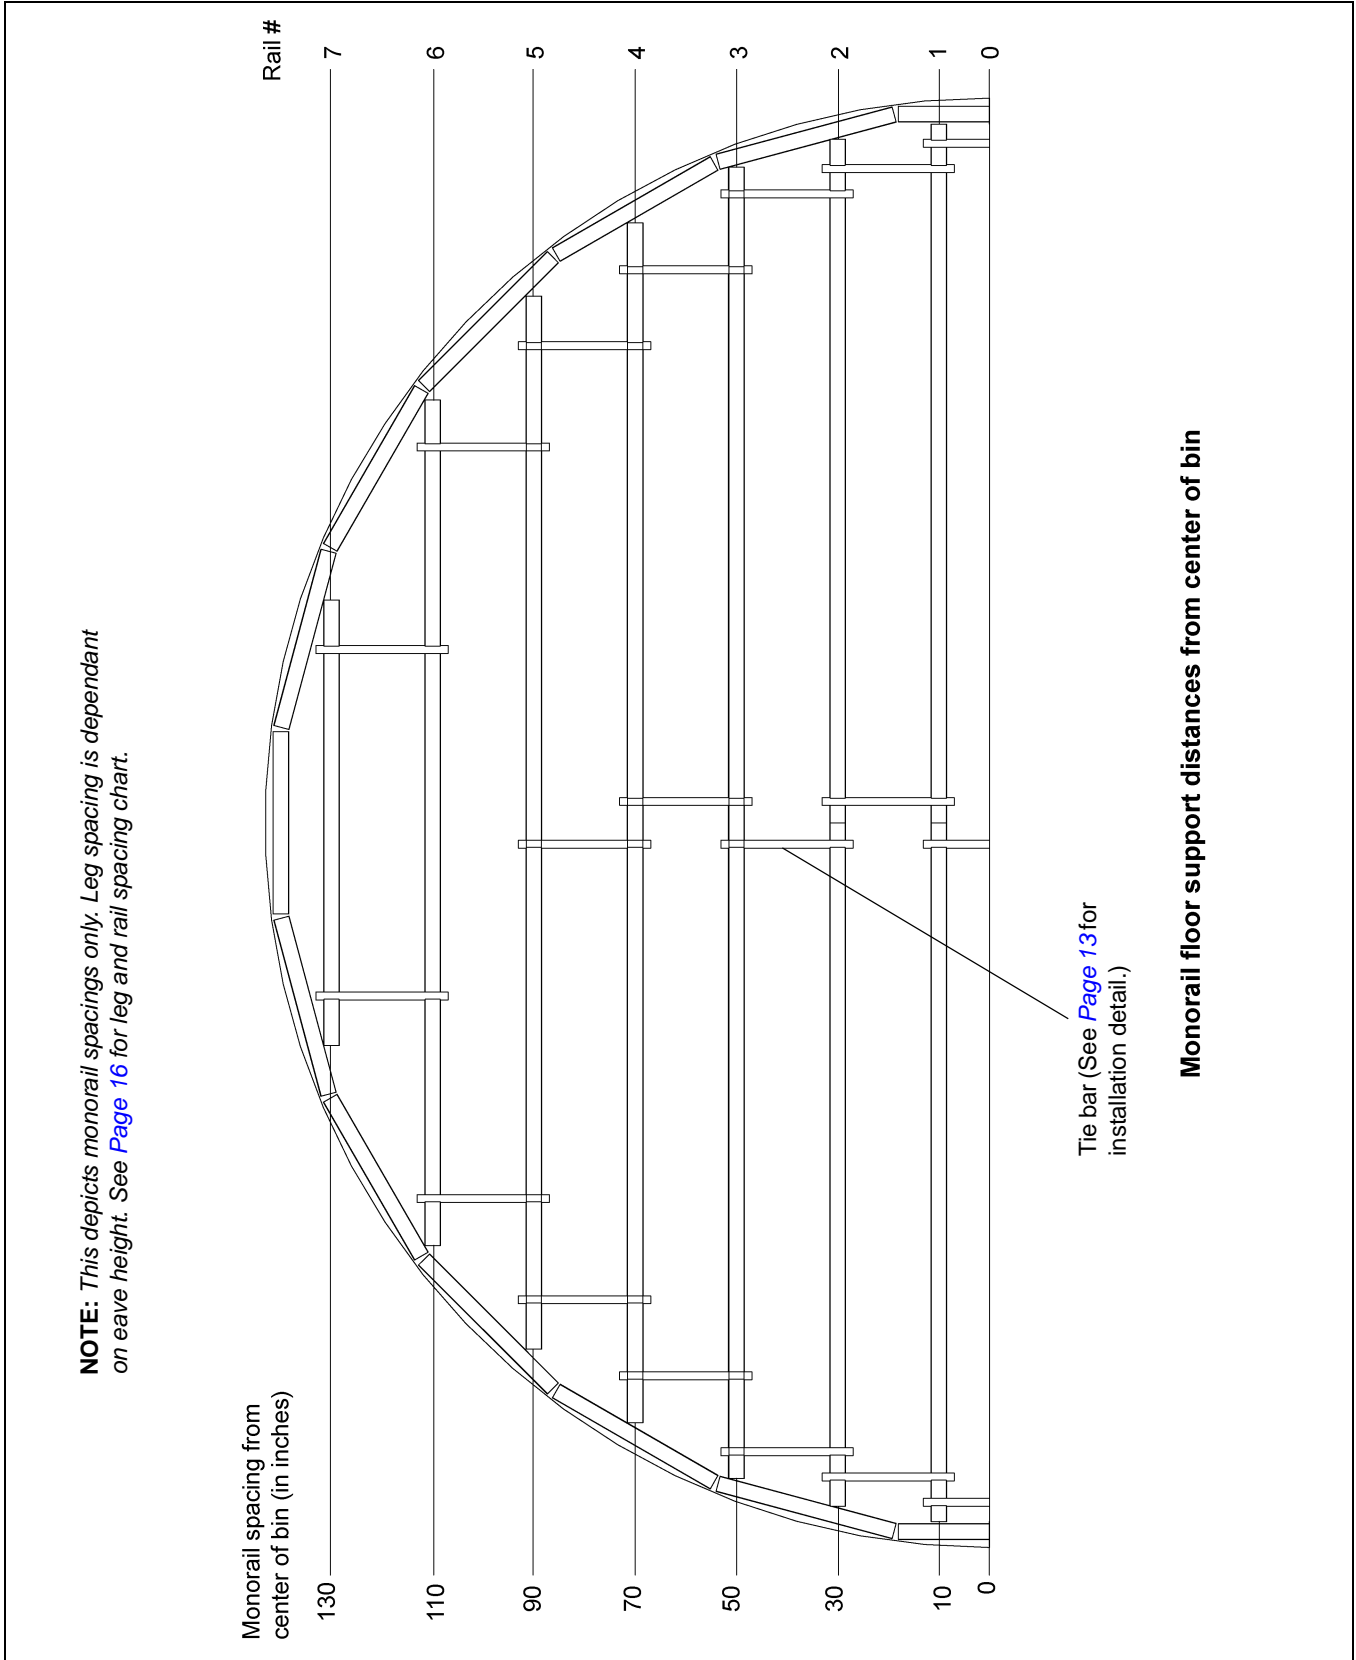 NOTE: This depicts monorail spacings only. Leg spacing is dependant
on eave height. See Page 16 for leg and rail spacing chart.
Monorail spacing from
center of bin (in inches)
Rail #
130
7
110
6
90
5
70
4
50
3
30
2
10
1
0
0
Tie bar (See Page 13 for
installation detail.)
Monorail floor support distances from center of bin